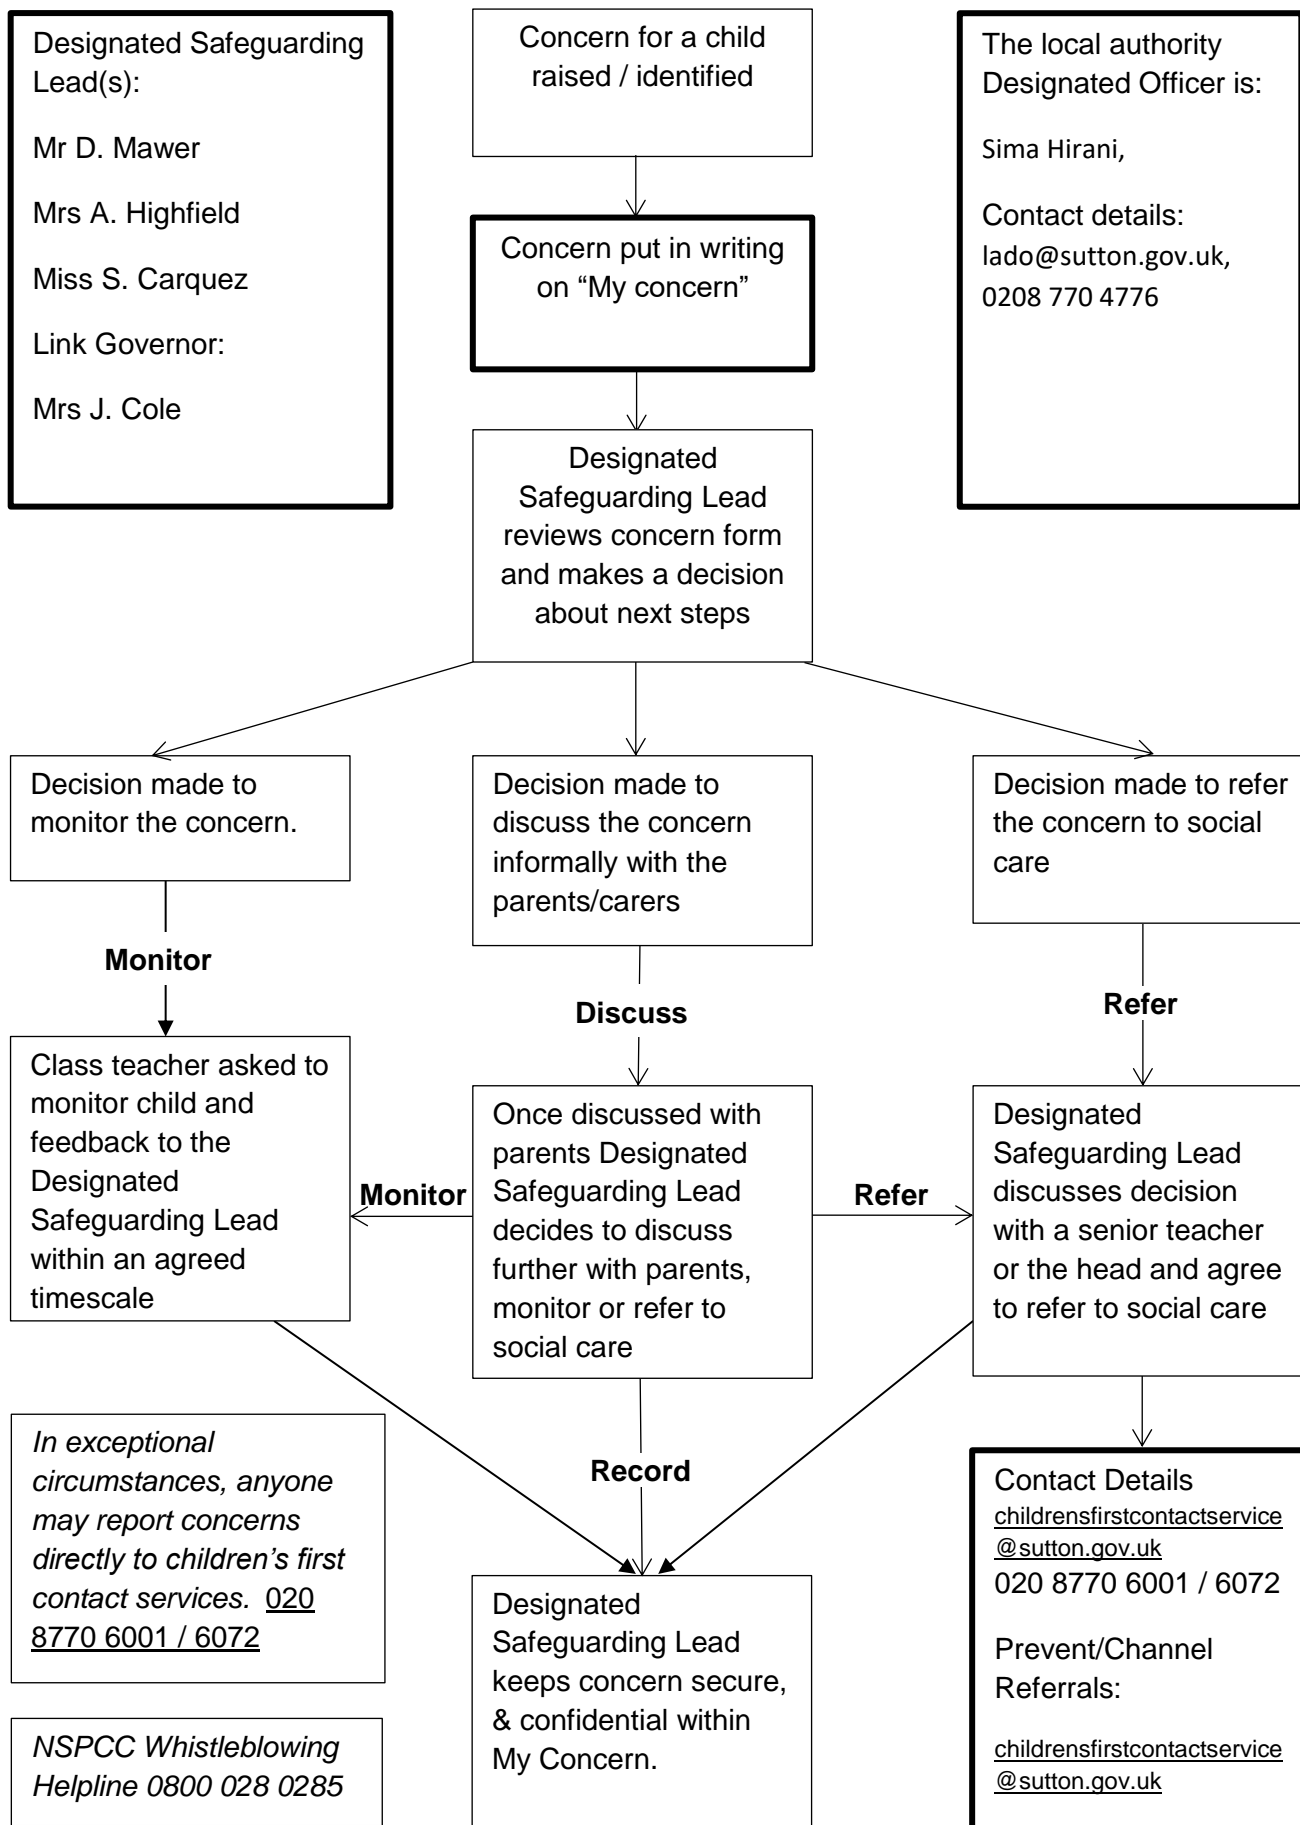 Designated Safeguarding
Lead(s):
Mr D. Mawer
Mrs A. Highfield
Miss S. Carquez
Link Governor:
Mrs J. Cole
Concern for a child
raised / identified
The local authority
Designated Officer is:
Sima Hirani,
Contact details:
lado@sutton.gov.uk,
0208 770 4776
Concern put in writing
on “My concern”
Designated
Safeguarding Lead
reviews concern form
and makes a decision
about next steps
Decision made to
monitor the concern.
Decision made to
discuss the concern
informally with the
parents/carers
Decision made to refer
the concern to social
care
Monitor
Discuss
Refer
Class teacher asked to
monitor child and
feedback to the
Designated
Safeguarding Lead
within an agreed
timescale
Monitor
Once discussed with
parents Designated
Safeguarding Lead
decides to discuss
further with parents,
monitor or refer to
social care
Refer
Designated
Safeguarding Lead
discusses decision
with a senior teacher
or the head and agree
to refer to social care
In exceptional
circumstances, anyone
may report concerns
directly to children’s first
contact services. 020
8770 6001 / 6072
Record
Contact Details
childrensfirstcontactservice
@sutton.gov.uk
020 8770 6001 / 6072
Prevent/Channel
Referrals:
childrensfirstcontactservice
@sutton.gov.uk
Designated
Safeguarding Lead
keeps concern secure,
& confidential within
My Concern.
NSPCC Whistleblowing
Helpline 0800 028 0285